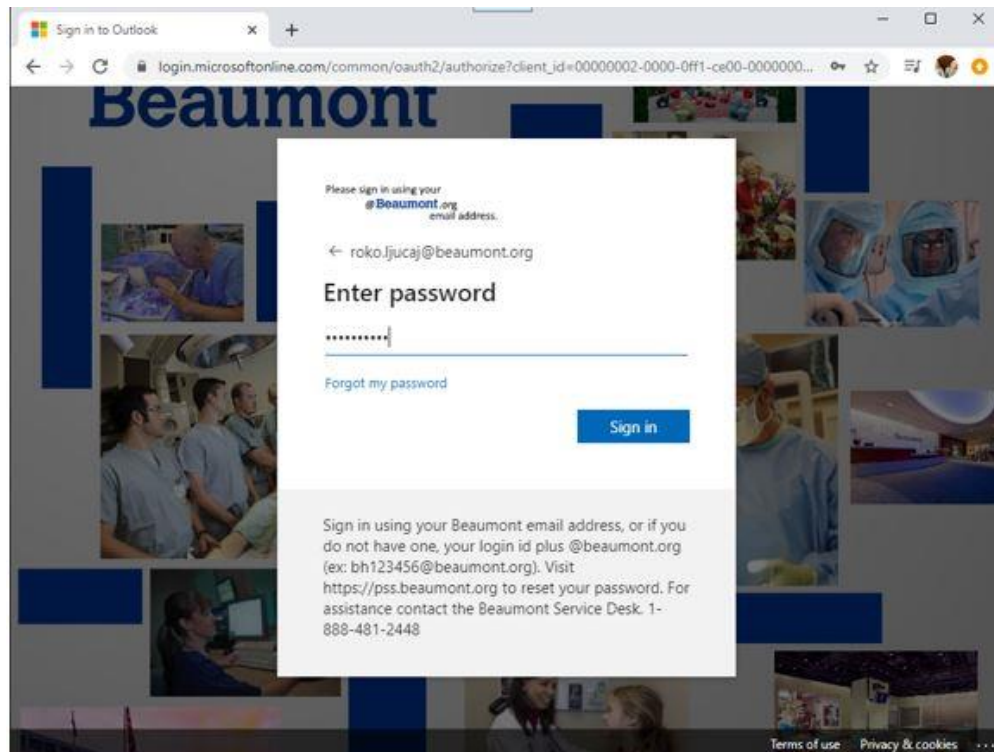 Sign in to Outlook
login.microsoftonline.com/common/oauth2/authorize?client_id=00000002-0000-0ff1-ce00-0000000...
Beaumont
Please sign in using your
@Beaumont.org
email address.
roko.ljucaj@beaumont.org
Enter password
Forgot my password
Sign in
Sign in using your Beaumont email address, or if you
do not have one, your login id plus @beaumont.org
(ex: bh123456@beaumont.org). Visit
https://pss.beaumont.org to reset your password. For
assistance contact the Beaumont Service Desk. 1-
888-481-2448
Terms of use Privacy & cookies ...